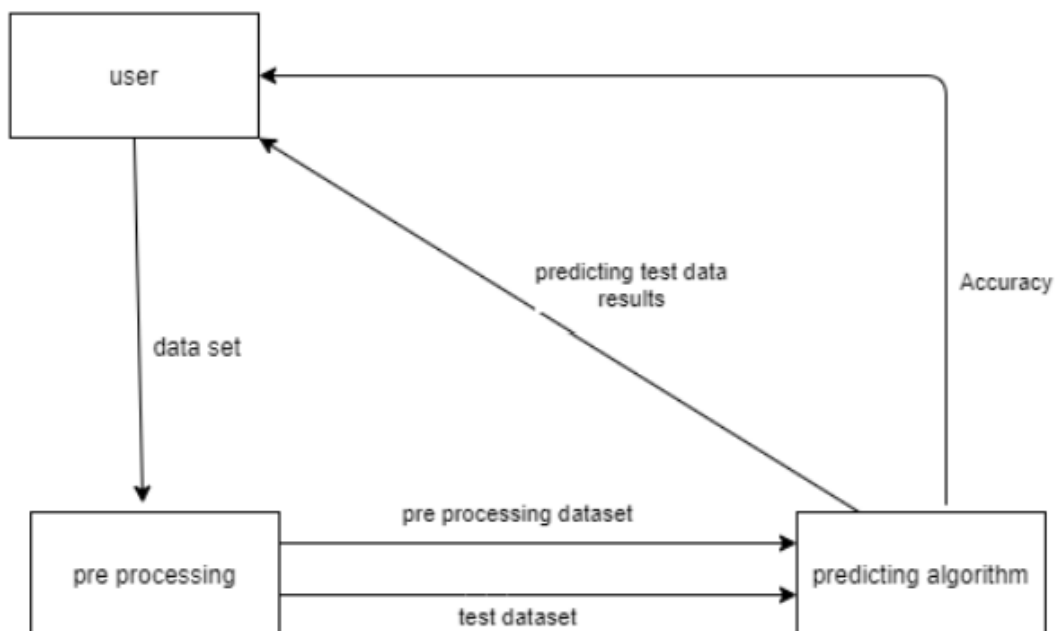 user
predicting test data
results
Accuracy
data set
pre processing dataset
pre processing
predicting algorithm
test dataset